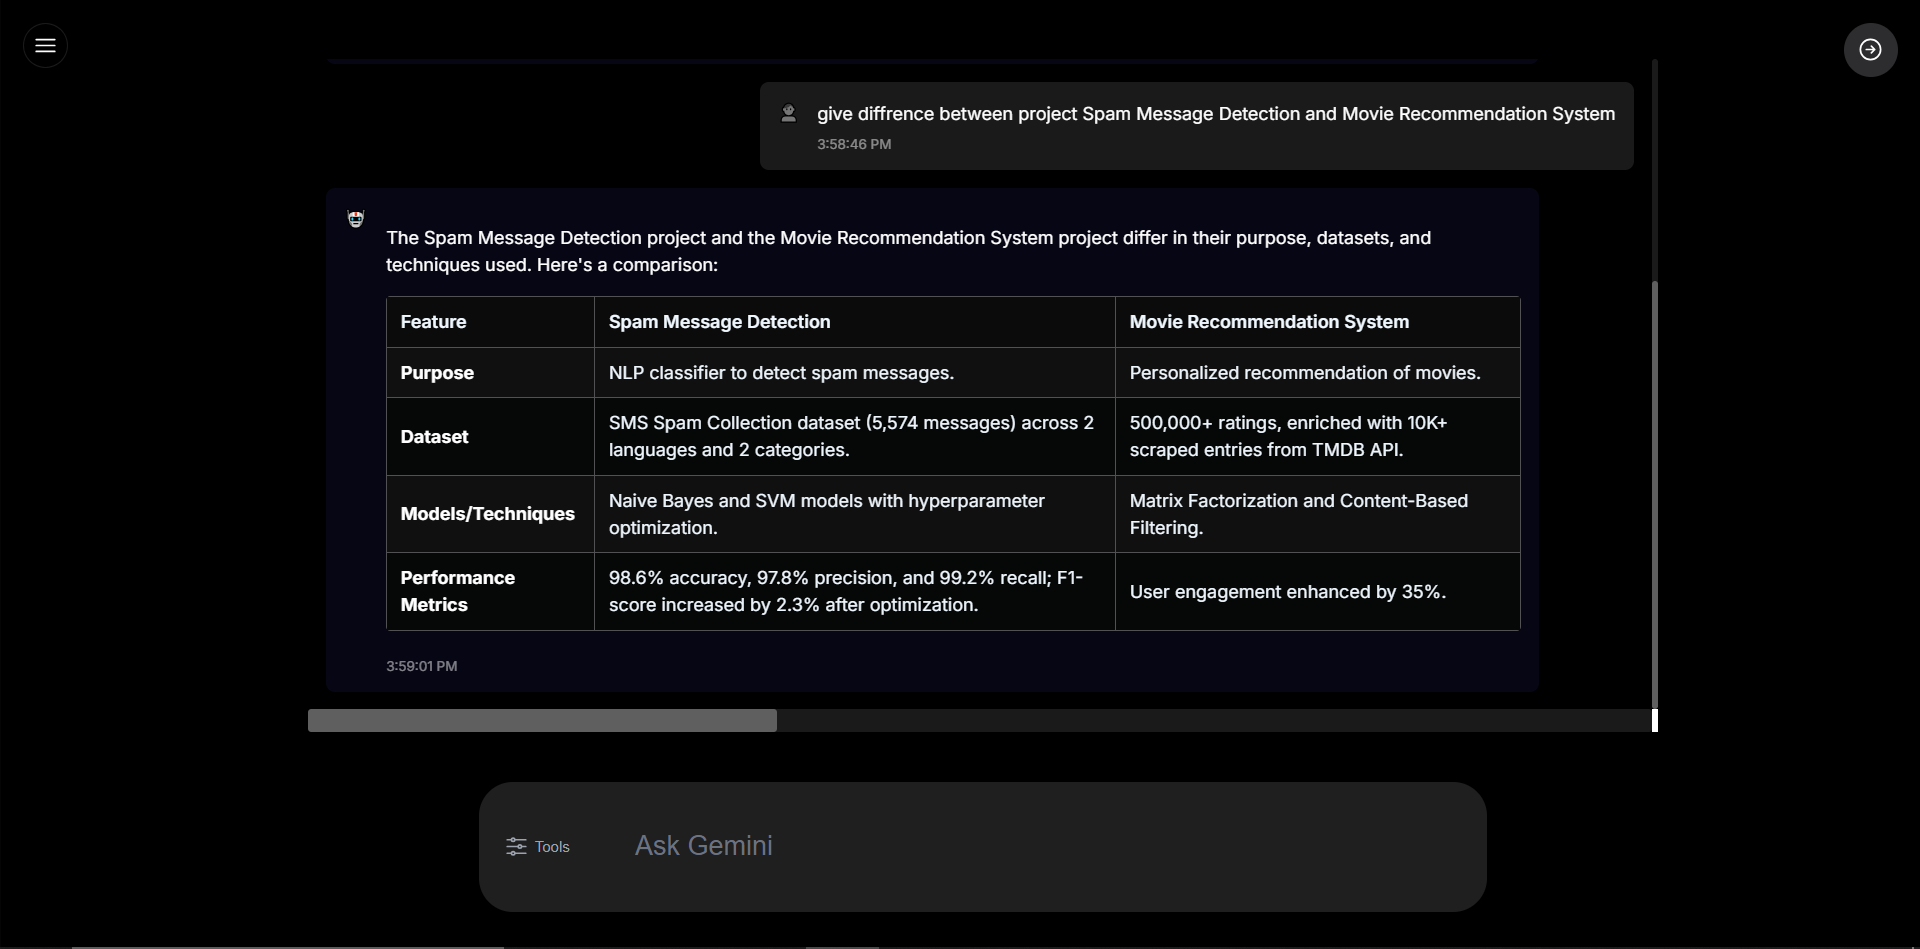 give diffrence between project Spam Message Detection and Movie Recommendation System
3:58:46 PM
The Spam Message Detection project and the Movie Recommendation System project differ in their purpose, datasets, and
techniques used. Here's a comparison:
Feature
Spam Message Detection
Movie Recommendation System
Purpose
NLP classifier to detect spam messages.
Personalized recommendation of movies.
Dataset
SMS Spam Collection dataset (5,574 messages) across 2
languages and 2 categories.
500,000+ ratings, enriched with 10K+
scraped entries from TMDB API.
Models/Techniques
Naive Bayes and SVM models with hyperparameter
optimization.
Matrix Factorization and Content-Based
Filtering.
Performance
Metrics
98.6% accuracy, 97.8% precision, and 99.2% recall; F1-
score increased by 2.3% after optimization.
User engagement enhanced by 35%.
3:59:01 PM
Tools
Ask Gemini